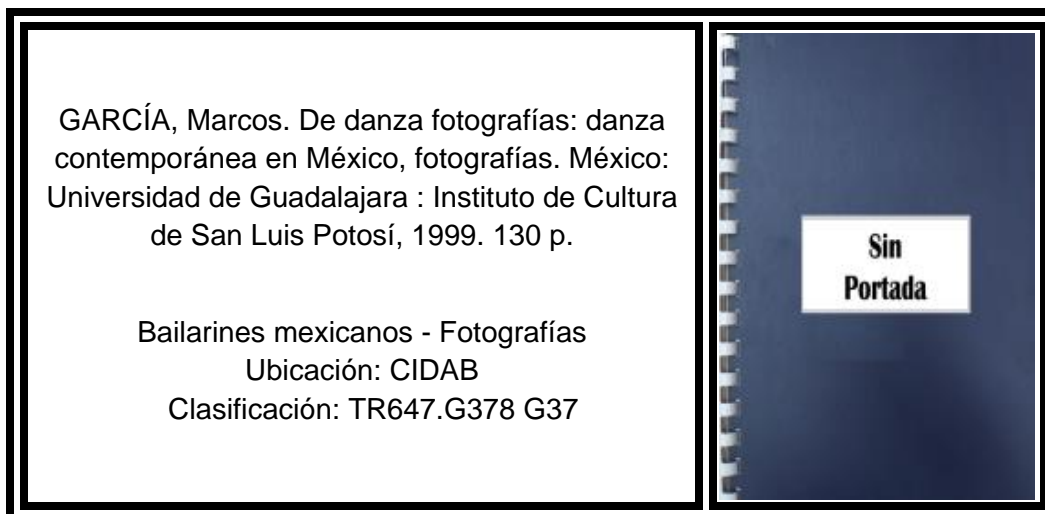 GARCÍA, Marcos. De danza fotografías: danza
contemporánea en México, fotografías. México:
Universidad de Guadalajara : Instituto de Cultura
de San Luis Potosí, 1999. 130 p.
Bailarines mexicanos - Fotografías
Ubicación: CIDAB
Clasificación: TR647.G378 G37
Sin
Portada